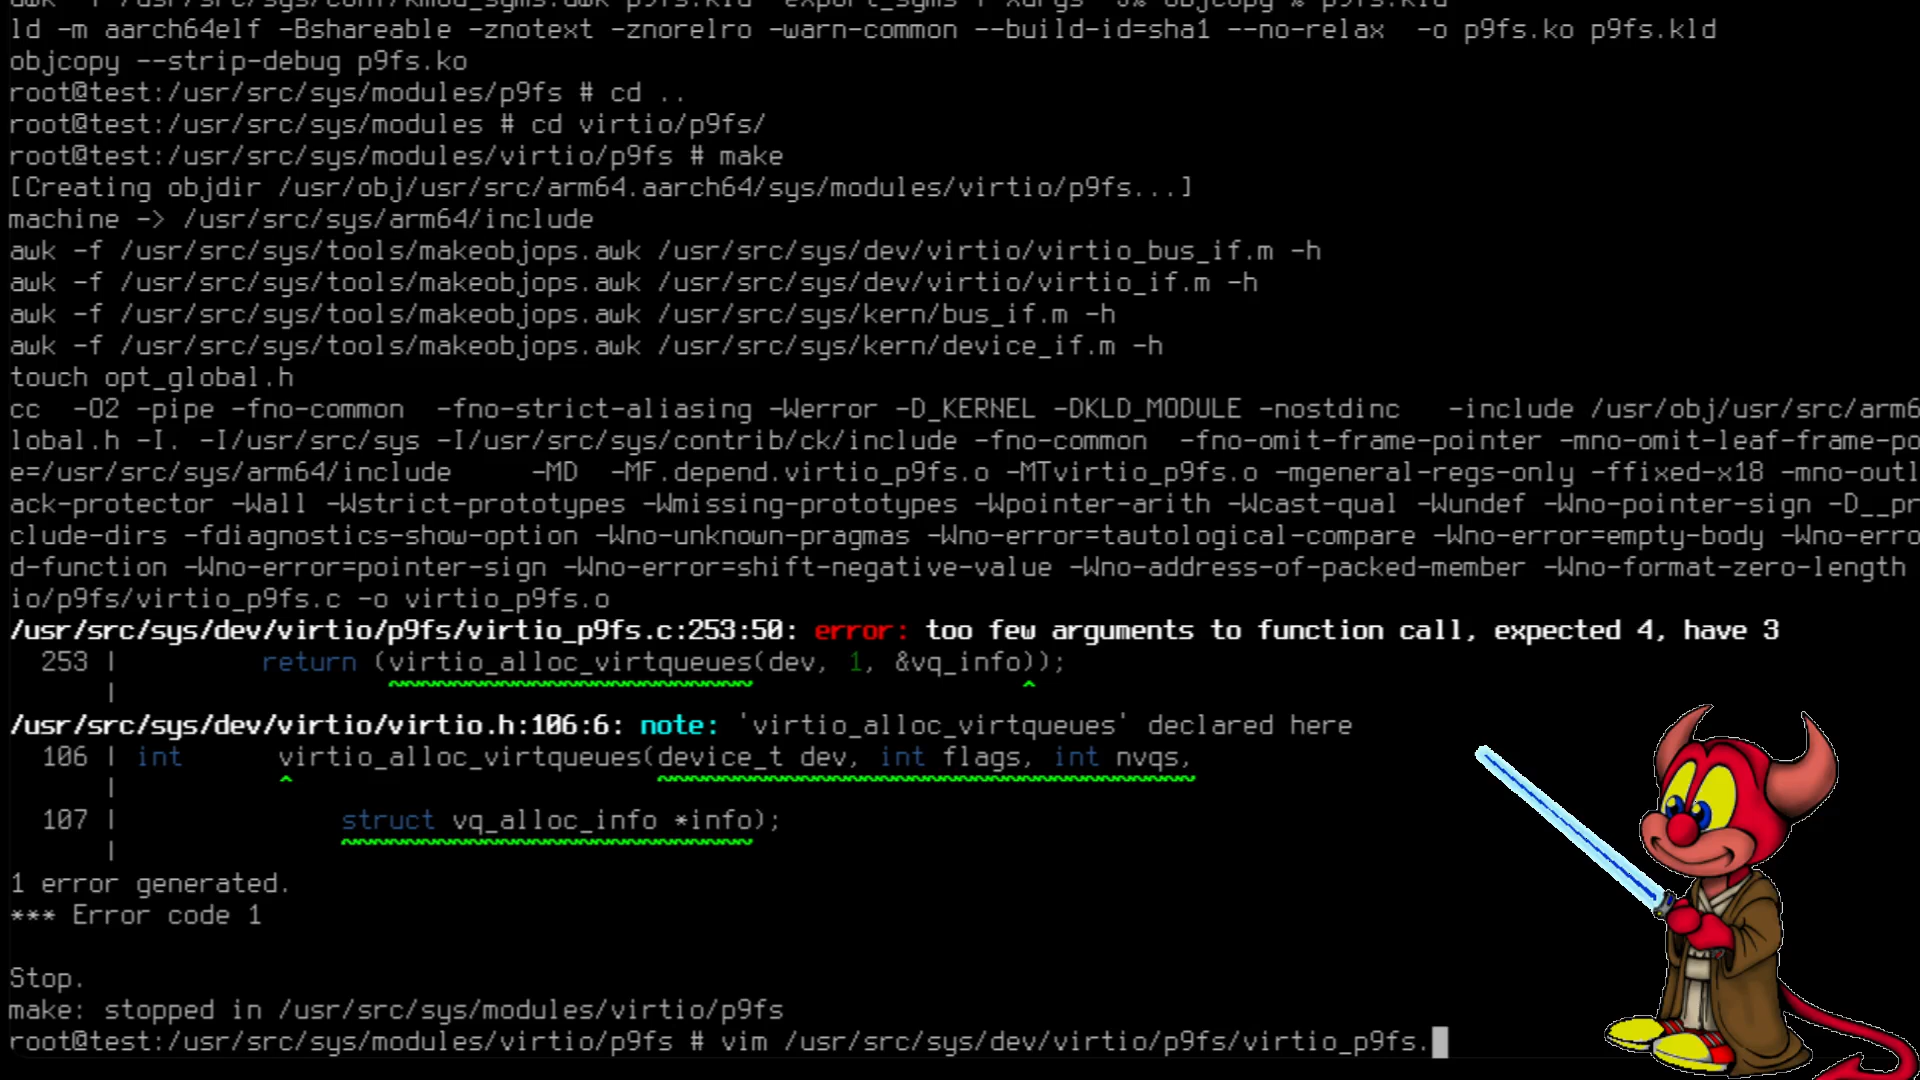 awk -f /usr/src/sys/conf/kmod_syms.awk p9fs.kld export_syms | xargs -J% objcopy % p9fs.kld
ld -m aarch64elf -Bshareable -znotext -znorelro -warn-common --build-id=sha1 --no-relax -o p9fs.ko p9fs.kld
objcopy --strip-debug p9fs.ko
root@test:/usr/src/sys/modules/p9fs # cd ..
root@test:/usr/src/sys/modules # cd virtio/p9fs/
root@test:/usr/src/sys/modules/virtio/p9fs # make
[Creating objdir /usr/obj/usr/src/arm64.aarch64/sys/modules/virtio/p9fs...]
machine -> /usr/src/sys/arm64/include
awk -f /usr/src/sys/tools/makeobjops.awk /usr/src/sys/dev/virtio/virtio_bus_if.m -h
awk -f /usr/src/sys/tools/makeobjops.awk /usr/src/sys/dev/virtio/virtio_if.m -h
awk -f /usr/src/sys/tools/makeobjops.awk /usr/src/sys/kern/bus_if.m -h
awk -f /usr/src/sys/tools/makeobjops.awk /usr/src/sys/kern/device_if.m -h
touch opt_global.h
cc -O2 -pipe -fno-common -fno-strict-aliasing -Werror -D_KERNEL -DKLD_MODULE -nostdinc -include /usr/obj/usr/src/arm6
lobal.h -I. -I/usr/src/sys -I/usr/src/sys/contrib/ck/include -fno-common -fno-omit-frame-pointer -mno-omit-leaf-frame-po
e=/usr/src/sys/arm64/include -MD -MF.depend.virtio_p9fs.o -MTvirtio_p9fs.o -mgeneral-regs-only -ffixed-x18 -mno-outl
ack-protector -Wall -Wstrict-prototypes -Wmissing-prototypes -Wpointer-arith -Wcast-qual -Wundef -Wno-pointer-sign -D__pr
clude-dirs -fdiagnostics-show-option -Wno-unknown-pragmas -Wno-error=tautological-compare -Wno-error=empty-body -Wno-erro
d-function -Wno-error=pointer-sign -Wno-error=shift-negative-value -Wno-address-of-packed-member -Wno-format-zero-length
io/p9fs/virtio_p9fs.c -o virtio_p9fs.o
/usr/src/sys/dev/virtio/p9fs/virtio_p9fs.c:253:50: error: too few arguments to function call, expected 4, have 3
253 | return (virtio_alloc_virtqueues(dev, 1, &vq_info));
|
/usr/src/sys/dev/virtio/virtio.h:106:6: note: 'virtio_alloc_virtqueues' declared here
106 | int virtio_alloc_virtqueues(device_t dev, int flags, int nvqs,
| ^
107 | struct vq_alloc_info *info);
|
1 error generated.
*** Error code 1
Stop.
make: stopped in /usr/src/sys/modules/virtio/p9fs
root@test:/usr/src/sys/modules/virtio/p9fs # vim /usr/src/sys/dev/virtio/p9fs/virtio_p9fs.